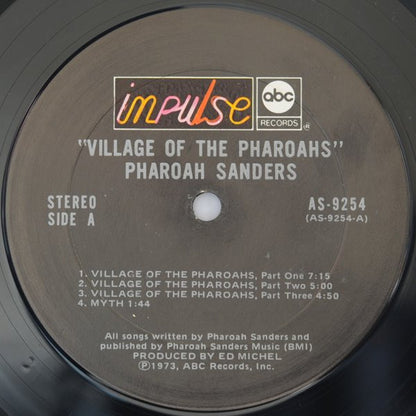 impulse
abc
RECORDS ®
"VILLAGE OF THE PHAROAHS"
PHAROAH SANDERS
STEREO
SIDE A
AS-9254
(AS-9254-A)
1. VILLAGE OF THE PHAROAHS, Part One 7:15
2. VILLAGE OF THE PHAROAHS, Part Two 5:00
3. VILLAGE OF THE PHAROAHS, Part Three 4:50
4. MYTH 1:44
All songs written by Pharoah Sanders and
published by Pharoah Sanders Music (BMI)
PRODUCED BY ED MICHEL
℗1973, ABC Records, Inc.